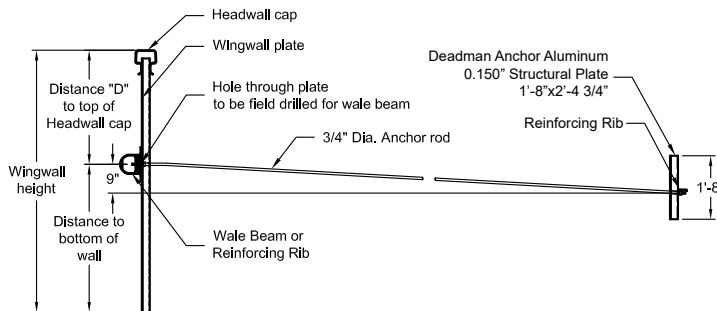 Headwall cap
Wingwall plate
Deadman Anchor Aluminum
0.150" Structural Plate
1'-8"x2'-4 3/4"
Distance "D"
to top of
Headwall cap
Hole through plate
to be field drilled for wale beam
Reinforcing Rib
3/4" Dia. Anchor rod
Wingwall
height
9"
1'-8
Distance to
bottom of
wall
Wale Beam or
Reinforcing Rib